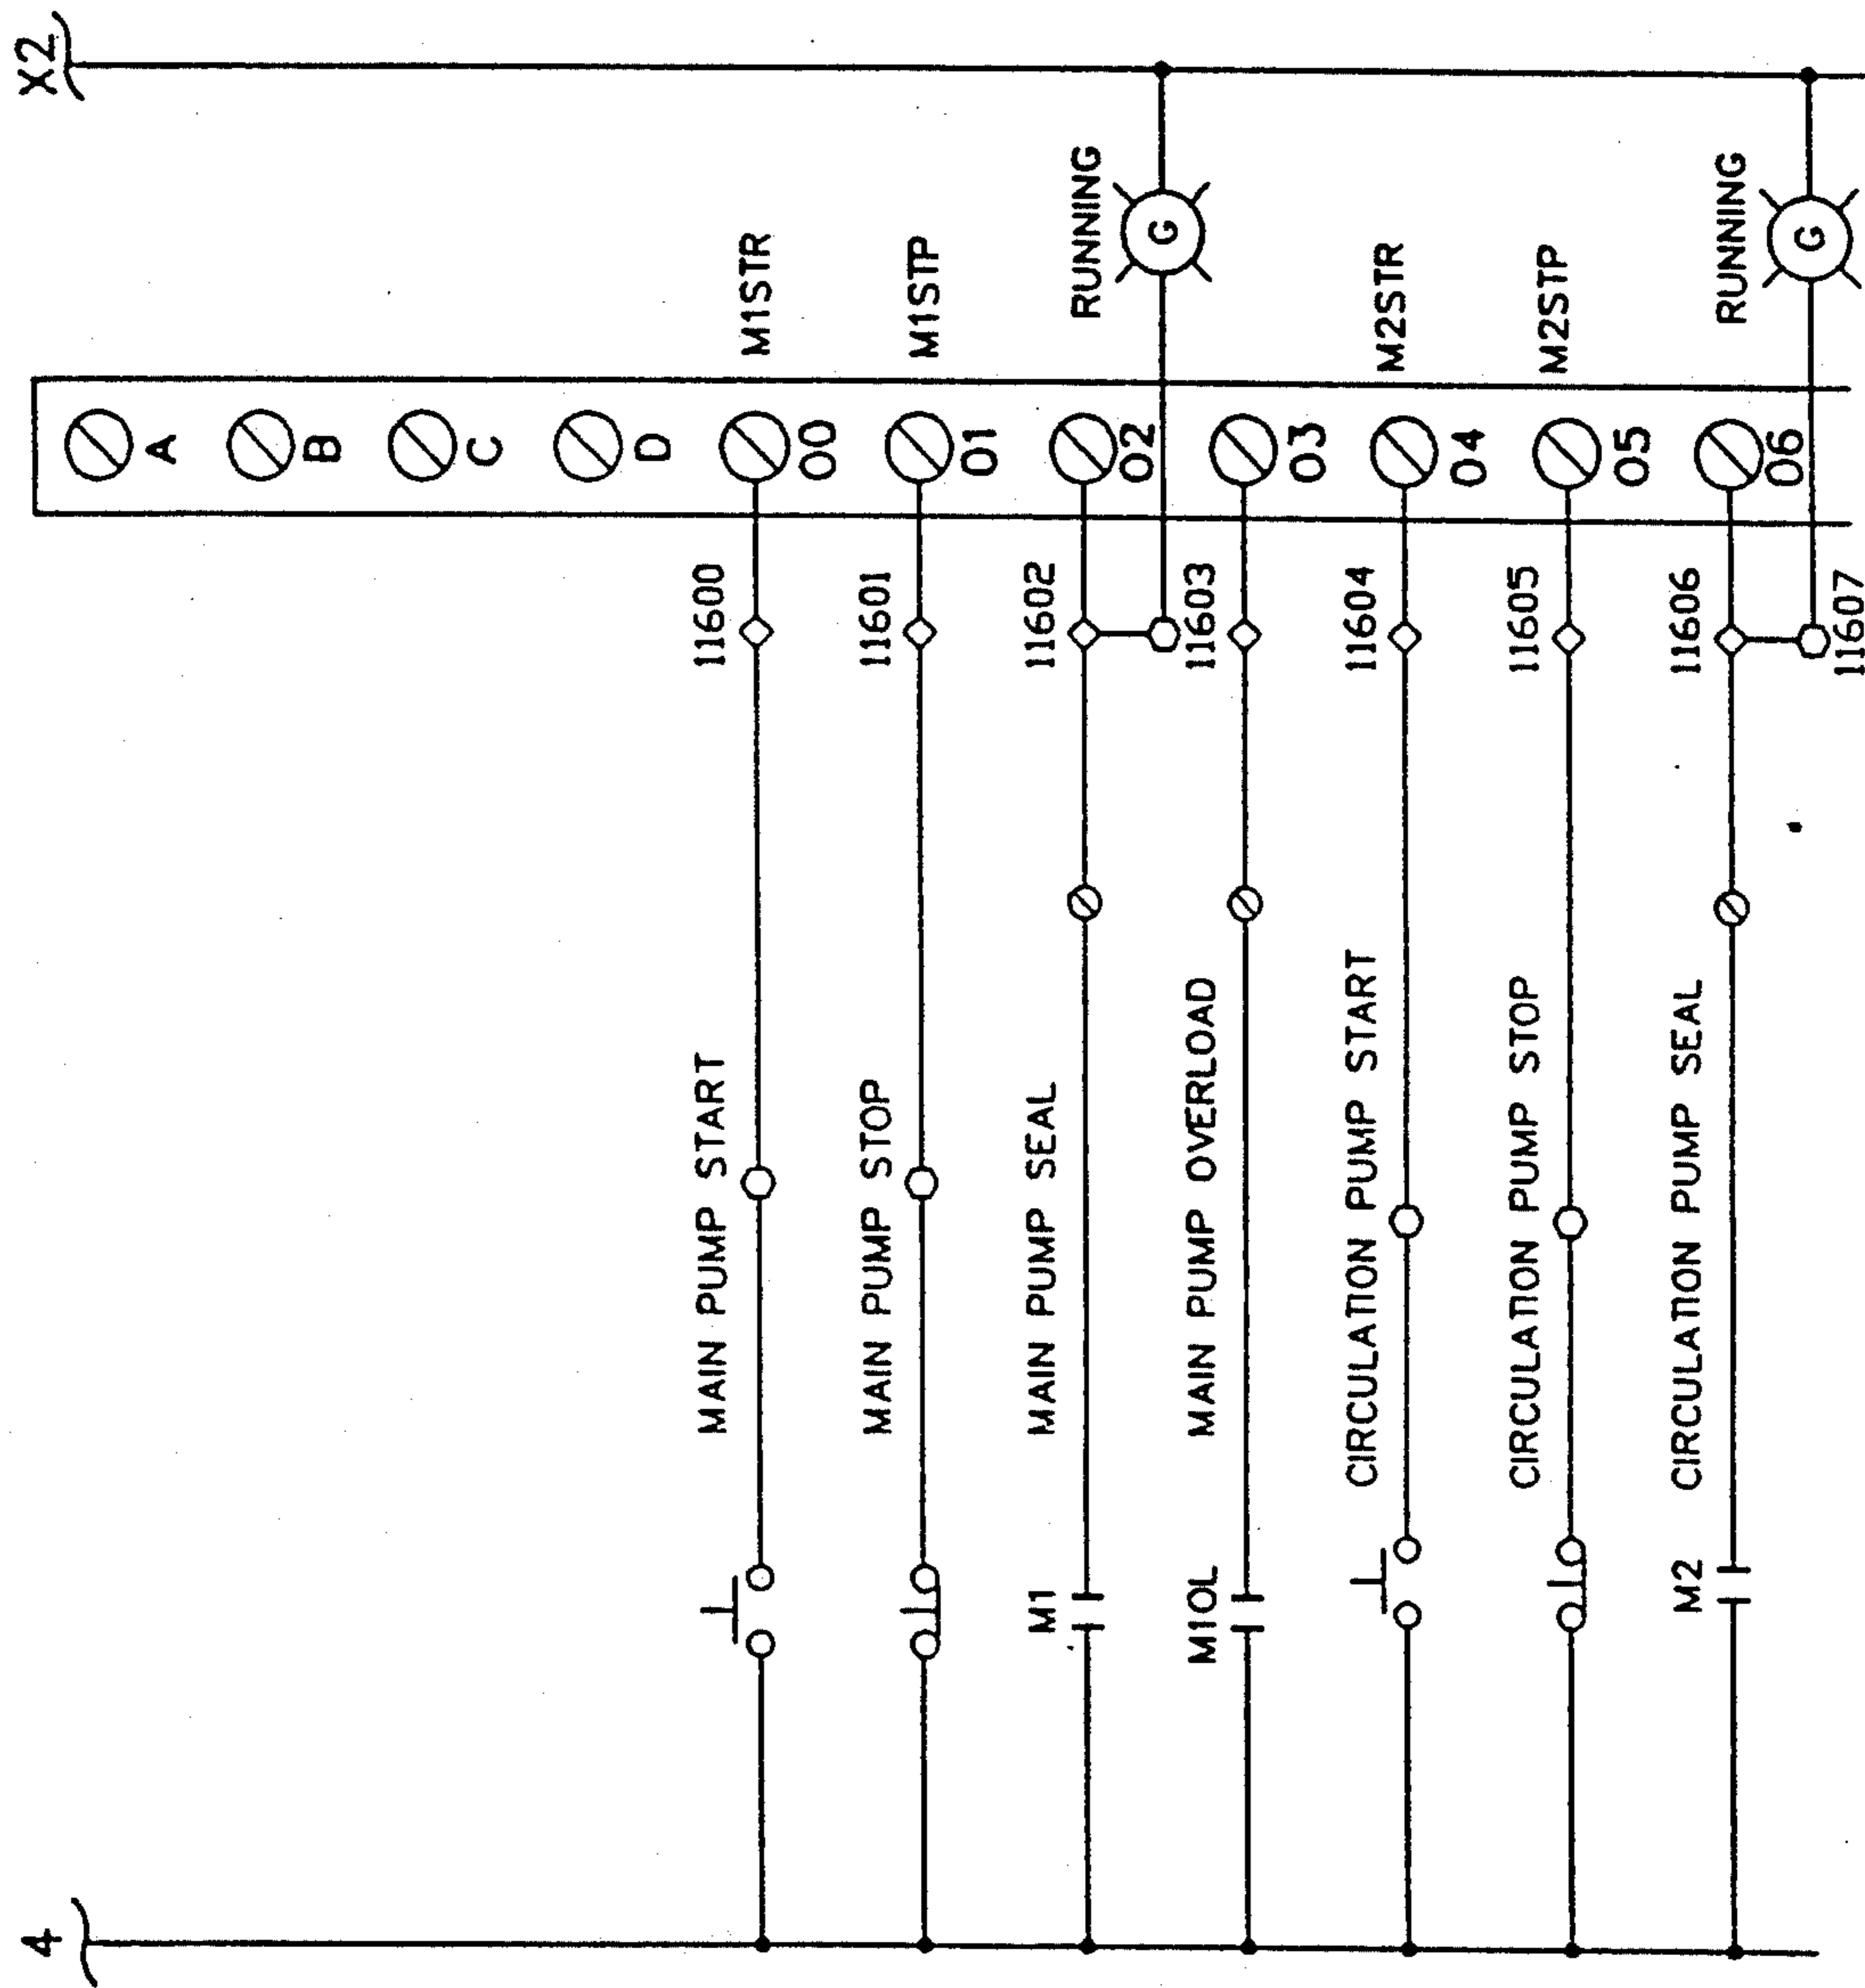 4 X2
A
B
C
D
MAIN PUMP START 11600 M1STR
00
MAIN PUMP STOP 11601 M1STP
01
M1 MAIN PUMP SEAL 11602 RUNNING
02
G
M1OL MAIN PUMP OVERLOAD 11603
03
CIRCULATION PUMP START 11604 M2STR
04
CIRCULATION PUMP STOP 11605 M2STP
05
M2 CIRCULATION PUMP SEAL 11606 RUNNING
06
G
11607